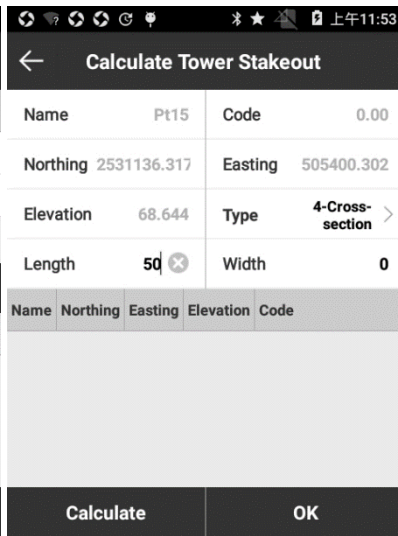 上午11:53
Calculate Tower Stakeout
Name Pt15 Code 0.00
Northing 2531136.317 Easting 505400.302
Elevation 68.644 Type 4-Cross-
section
Length 50 Width 0
Name Northing Easting Elevation Code
Calculate OK